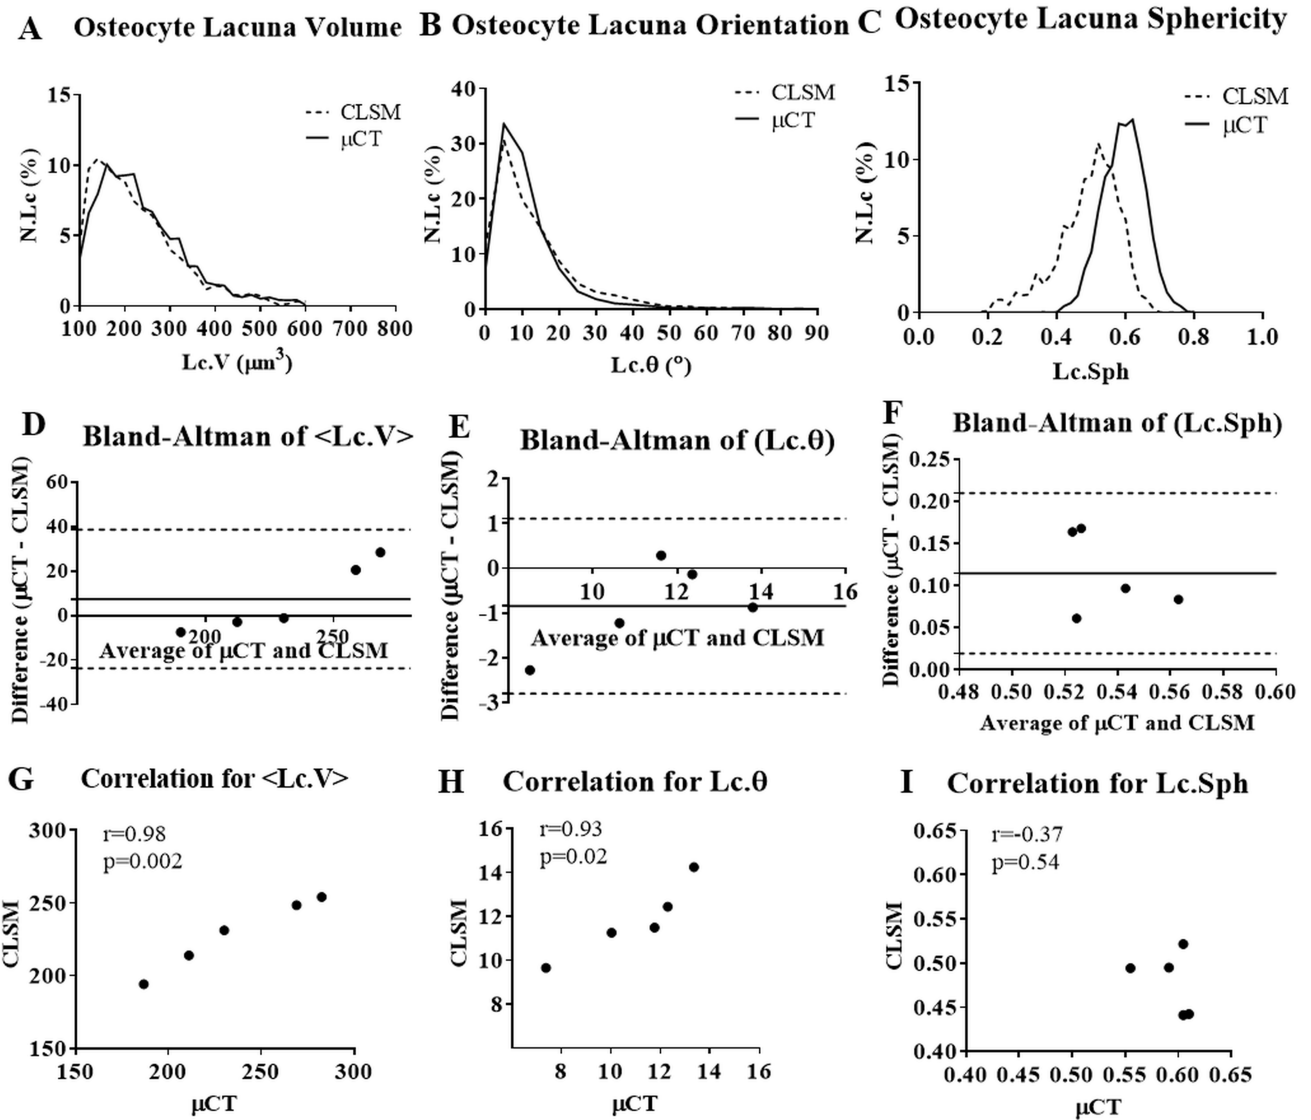 A Osteocyte Lacuna Volume
15
10
5
0
100 200 300 400 500 600 700 800
N.Lc (%)
Lc.V (μm³)
CLSM
μCT
B Osteocyte Lacuna Orientation
40
30
20
10
0
0 10 20 30 40 50 60 70 80 90
N.Lc (%)
Lc.θ (°)
CLSM
μCT
C Osteocyte Lacuna Sphericity
15
10
5
0
0.0 0.2 0.4 0.6 0.8 1.0
N.Lc (%)
Lc.Sph
CLSM
μCT
D Bland-Altman of <Lc.V>
60
40
20
0
-20
-40
200 250
Difference (μCT - CLSM)
Average of μCT and CLSM
E Bland-Altman of (Lc.θ)
2
1
0
-1
-2
-3
10 12 14 16
Difference (μCT - CLSM)
Average of μCT and CLSM
F Bland-Altman of (Lc.Sph)
0.25
0.20
0.15
0.10
0.05
0.00
0.48 0.50 0.52 0.54 0.56 0.58 0.60
Difference (μCT - CLSM)
Average of μCT and CLSM
G Correlation for <Lc.V>
r=0.98
p=0.002
300
250
200
150
150 200 250 300
CLSM
μCT
H Correlation for Lc.θ
r=0.93
p=0.02
16
14
12
10
8
8 10 12 14 16
CLSM
μCT
I Correlation for Lc.Sph
r=-0.37
p=0.54
0.65
0.60
0.55
0.50
0.45
0.40
0.40 0.45 0.50 0.55 0.60 0.65
CLSM
μCT